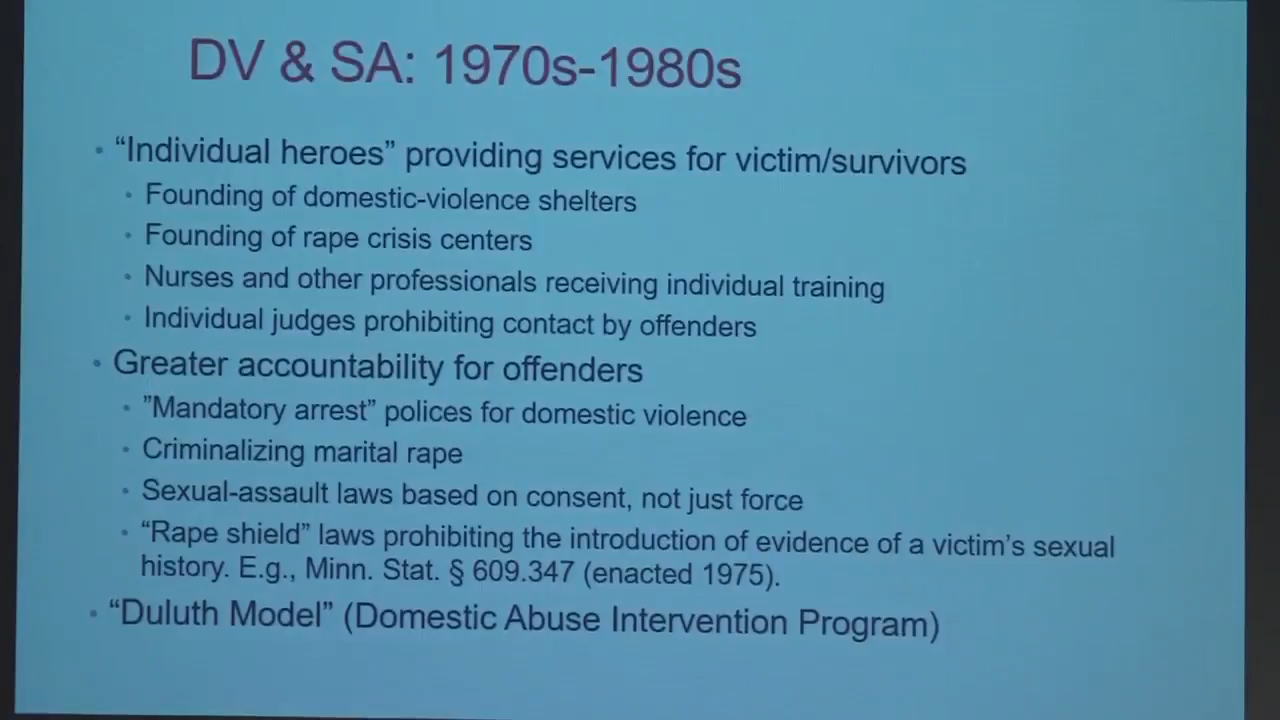 DV & SA: 1970s-1980s
• “Individual heroes” providing services for victim/survivors
• Founding of domestic-violence shelters
• Founding of rape crisis centers
• Nurses and other professionals receiving individual training
• Individual judges prohibiting contact by offenders
• Greater accountability for offenders
• ”Mandatory arrest” polices for domestic violence
• Criminalizing marital rape
• Sexual-assault laws based on consent, not just force
• “Rape shield” laws prohibiting the introduction of evidence of a victim’s sexual
history. E.g., Minn. Stat. § 609.347 (enacted 1975).
• “Duluth Model” (Domestic Abuse Intervention Program)